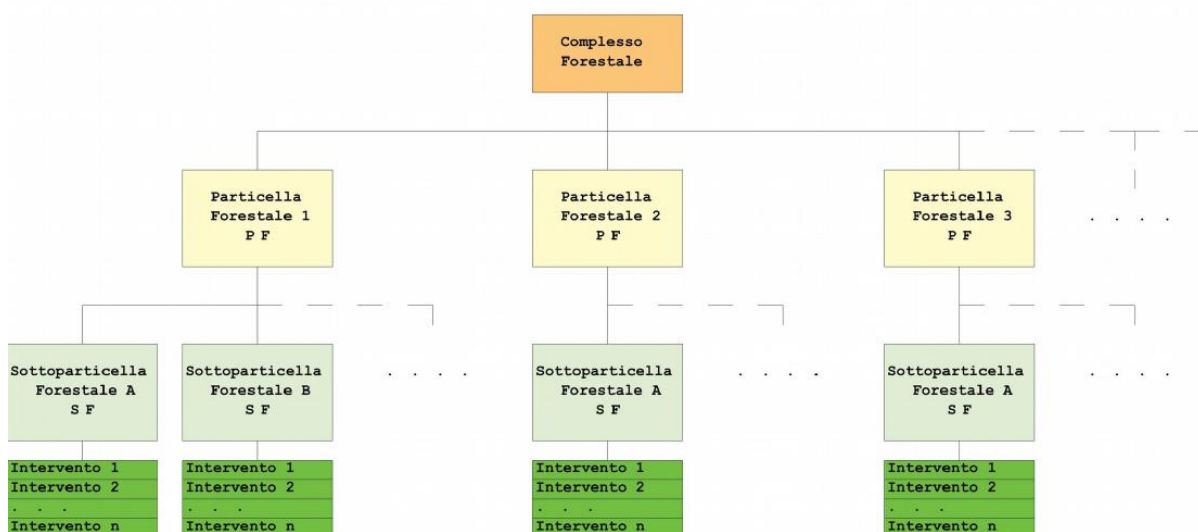 Complesso
Forestale
Particella
Forestale 1
P F
Particella
Forestale 2
P F
Particella
Forestale 3
P F
. . . .
Sottoparticella
Forestale A
S F
Sottoparticella
Forestale B
S F
. . . .
Sottoparticella
Forestale A
S F
. . . .
Sottoparticella
Forestale A
S F
. . . .
Intervento 1
Intervento 2
. . .
Intervento n
Intervento 1
Intervento 2
. . .
Intervento n
Intervento 1
Intervento 2
. . .
Intervento n
Intervento 1
Intervento 2
. . .
Intervento n